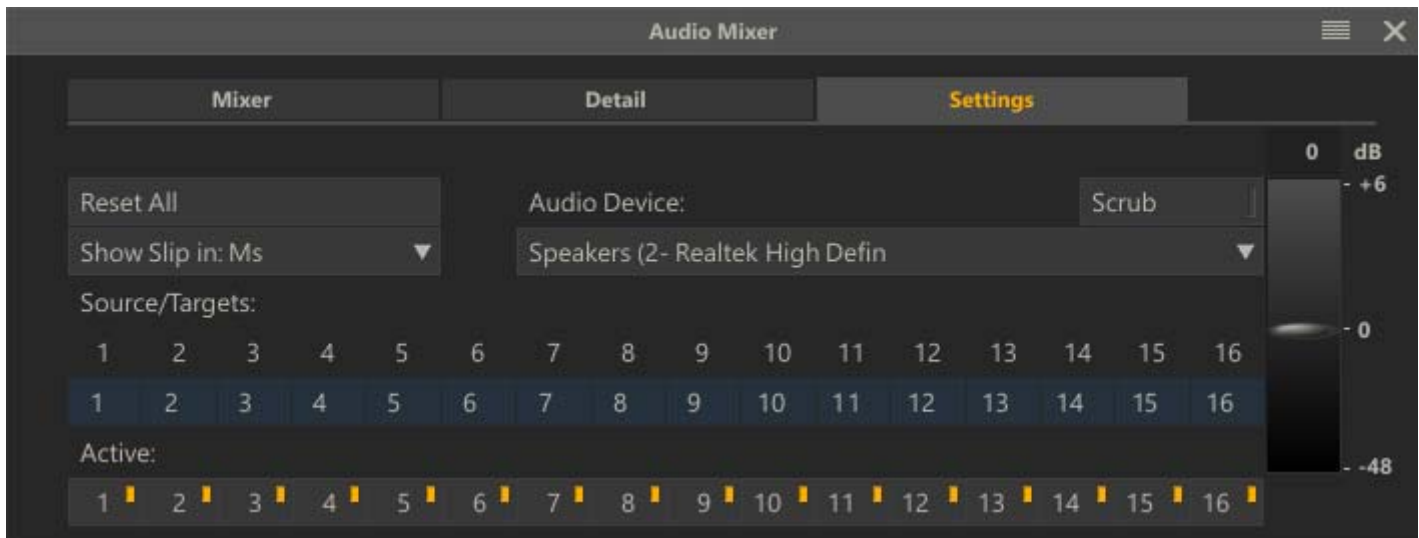 Audio Mixer
Mixer Detail Settings
0 dB
+6
Reset All Audio Device: Scrub
Show Slip in: Ms Speakers (2- Realtek High Defin
Source/Targets:
0
1 2 3 4 5 6 7 8 9 10 11 12 13 14 15 16
1 2 3 4 5 6 7 8 9 10 11 12 13 14 15 16
Active:
-48
1 2 3 4 5 6 7 8 9 10 11 12 13 14 15 16